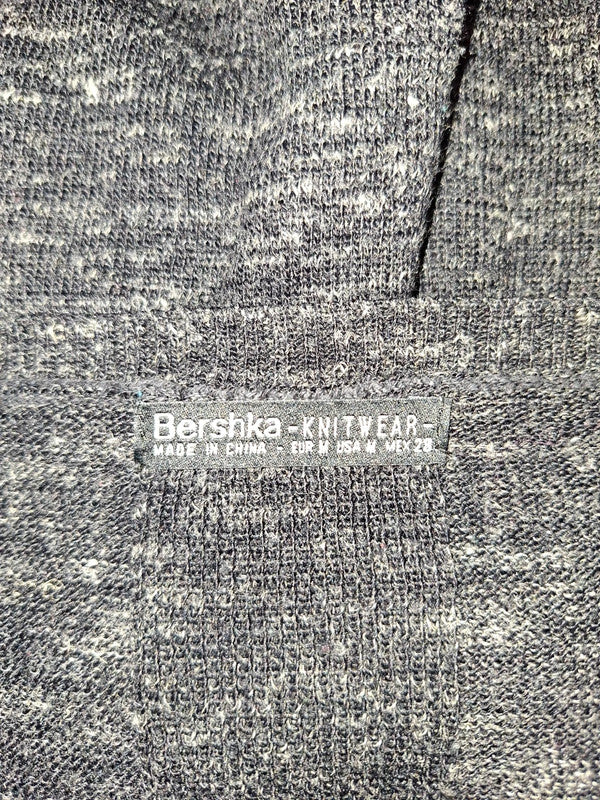 Bershka -KNITWEAR-
MADE IN CHINA - EUR M USA M MEX 28